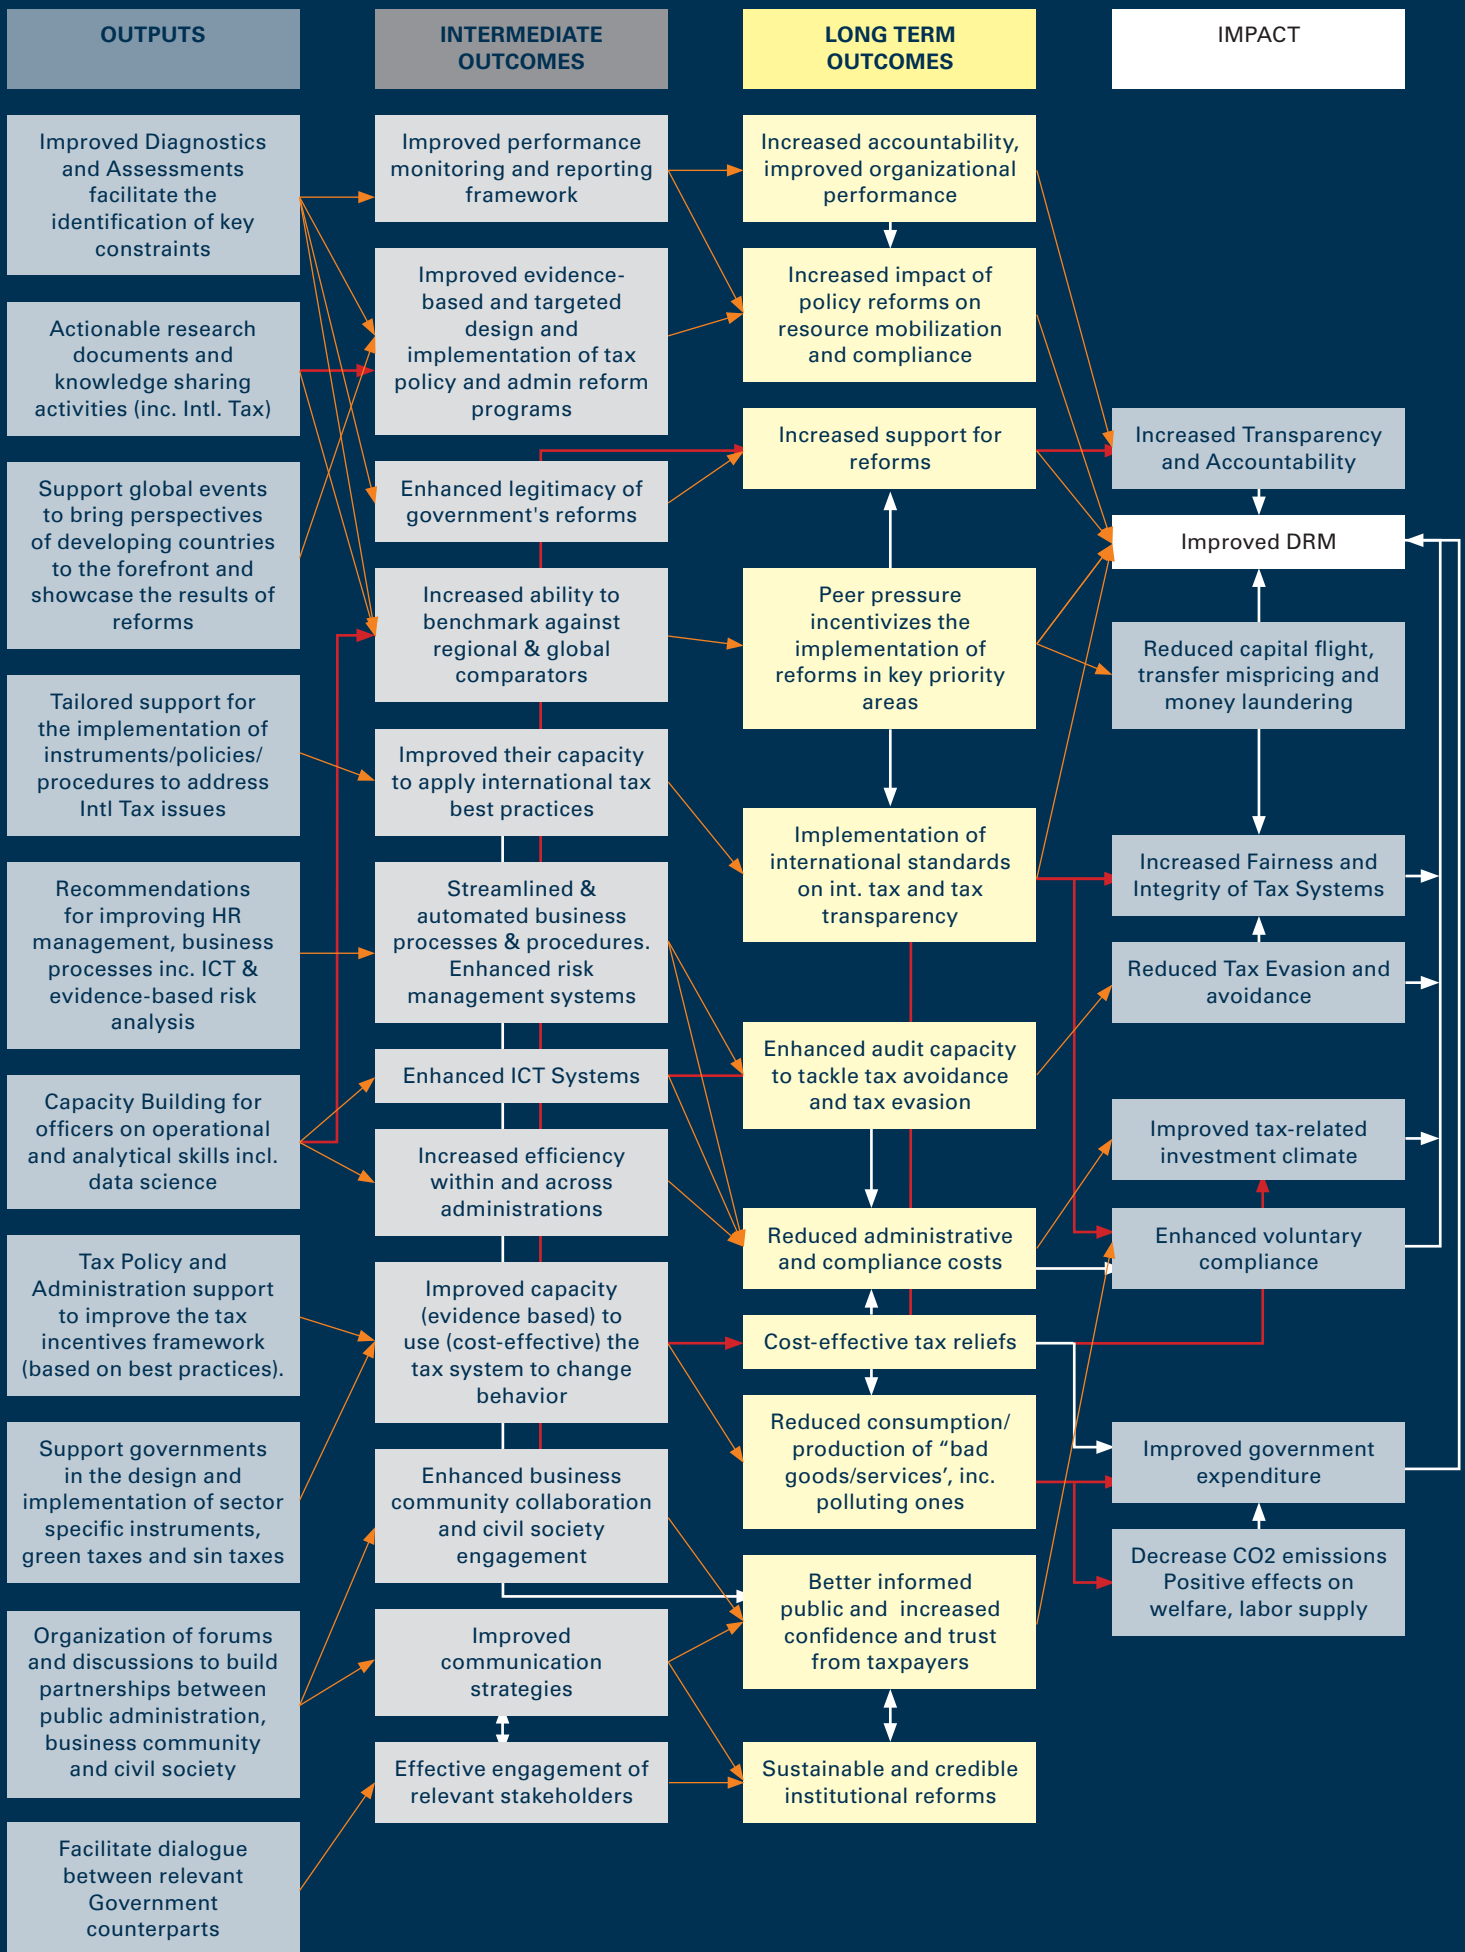 OUTPUTS
INTERMEDIATE
OUTCOMES
LONG TERM
OUTCOMES
IMPACT
Improved Diagnostics
and Assessments
facilitate the
identification of key
constraints
Actionable research
documents and
knowledge sharing
activities (inc. Intl. Tax)
Support global events
to bring perspectives
of developing countries
to the forefront and
showcase the results of
reforms
Tailored support for
the implementation of
instruments/policies/
procedures to address
Intl Tax issues
Recommendations
for improving HR
management, business
processes inc. ICT &
evidence-based risk
analysis
Capacity Building for
officers on operational
and analytical skills incl.
data science
Tax Policy and
Administration support
to improve the tax
incentives framework
(based on best practices).
Support governments
in the design and
implementation of sector
specific instruments,
green taxes and sin taxes
Organization of forums
and discussions to build
partnerships between
public administration,
business community
and civil society
Facilitate dialogue
between relevant
Government
counterparts
Improved performance
monitoring and reporting
framework
Improved evidence-
based and targeted
design and
implementation of tax
policy and admin reform
programs
Enhanced legitimacy of
government's reforms
Increased ability to
benchmark against
regional & global
comparators
Improved their capacity
to apply international tax
best practices
Streamlined &
automated business
processes & procedures.
Enhanced risk
management systems
Enhanced ICT Systems
Increased efficiency
within and across
administrations
Improved capacity
(evidence based) to
use (cost-effective) the
tax system to change
behavior
Enhanced business
community collaboration
and civil society
engagement
Improved
communication
strategies
Effective engagement of
relevant stakeholders
Increased accountability,
improved organizational
performance
Increased impact of
policy reforms on
resource mobilization
and compliance
Increased support for
reforms
Peer pressure
incentivizes the
implementation of
reforms in key priority
areas
Implementation of
international standards
on int. tax and tax
transparency
Enhanced audit capacity
to tackle tax avoidance
and tax evasion
Reduced administrative
and compliance costs
Cost-effective tax reliefs
Reduced consumption/
production of “bad
goods/services’, inc.
polluting ones
Better informed
public and increased
confidence and trust
from taxpayers
Sustainable and credible
institutional reforms
Increased Transparency
and Accountability
Improved DRM
Reduced capital flight,
transfer mispricing and
money laundering
Increased Fairness and
Integrity of Tax Systems
Reduced Tax Evasion and
avoidance
Improved tax-related
investment climate
Enhanced voluntary
compliance
Improved government
expenditure
Decrease CO2 emissions
Positive effects on
welfare, labor supply